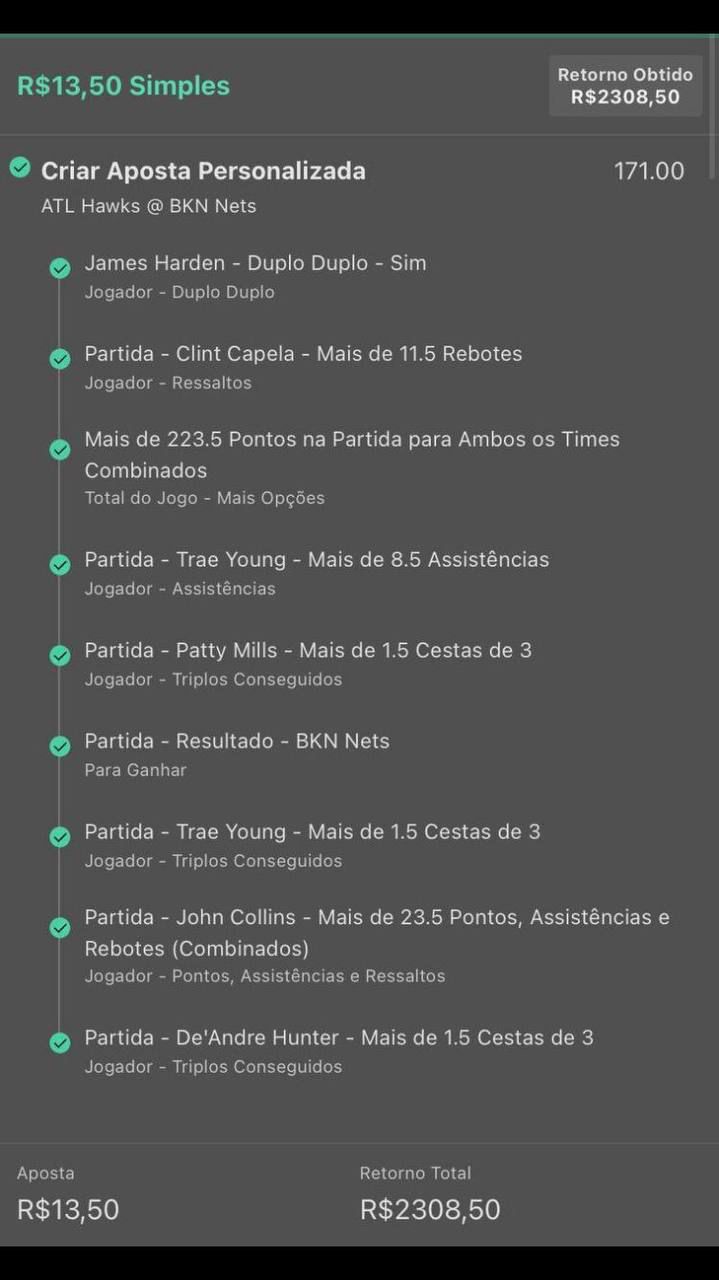 R$13,50 Simples
Retorno Obtido
R$2308,50
Criar Aposta Personalizada
171.00
ATL Hawks @ BKN Nets
James Harden - Duplo Duplo - Sim
Jogador - Duplo Duplo
Partida - Clint Capela - Mais de 11.5 Rebotes
Jogador - Ressaltos
Mais de 223.5 Pontos na Partida para Ambos os Times
Combinados
Total do Jogo - Mais Opções
Partida - Trae Young - Mais de 8.5 Assistências
Jogador - Assistências
Partida - Patty Mills - Mais de 1.5 Cestas de 3
Jogador - Triplos Conseguidos
Partida - Resultado - BKN Nets
Para Ganhar
Partida - Trae Young - Mais de 1.5 Cestas de 3
Jogador - Triplos Conseguidos
Partida - John Collins - Mais de 23.5 Pontos, Assistências e
Rebotes (Combinados)
Jogador - Pontos, Assistências e Ressaltos
Partida - De'Andre Hunter - Mais de 1.5 Cestas de 3
Jogador - Triplos Conseguidos
Aposta
Retorno Total
R$13,50
R$2308,50